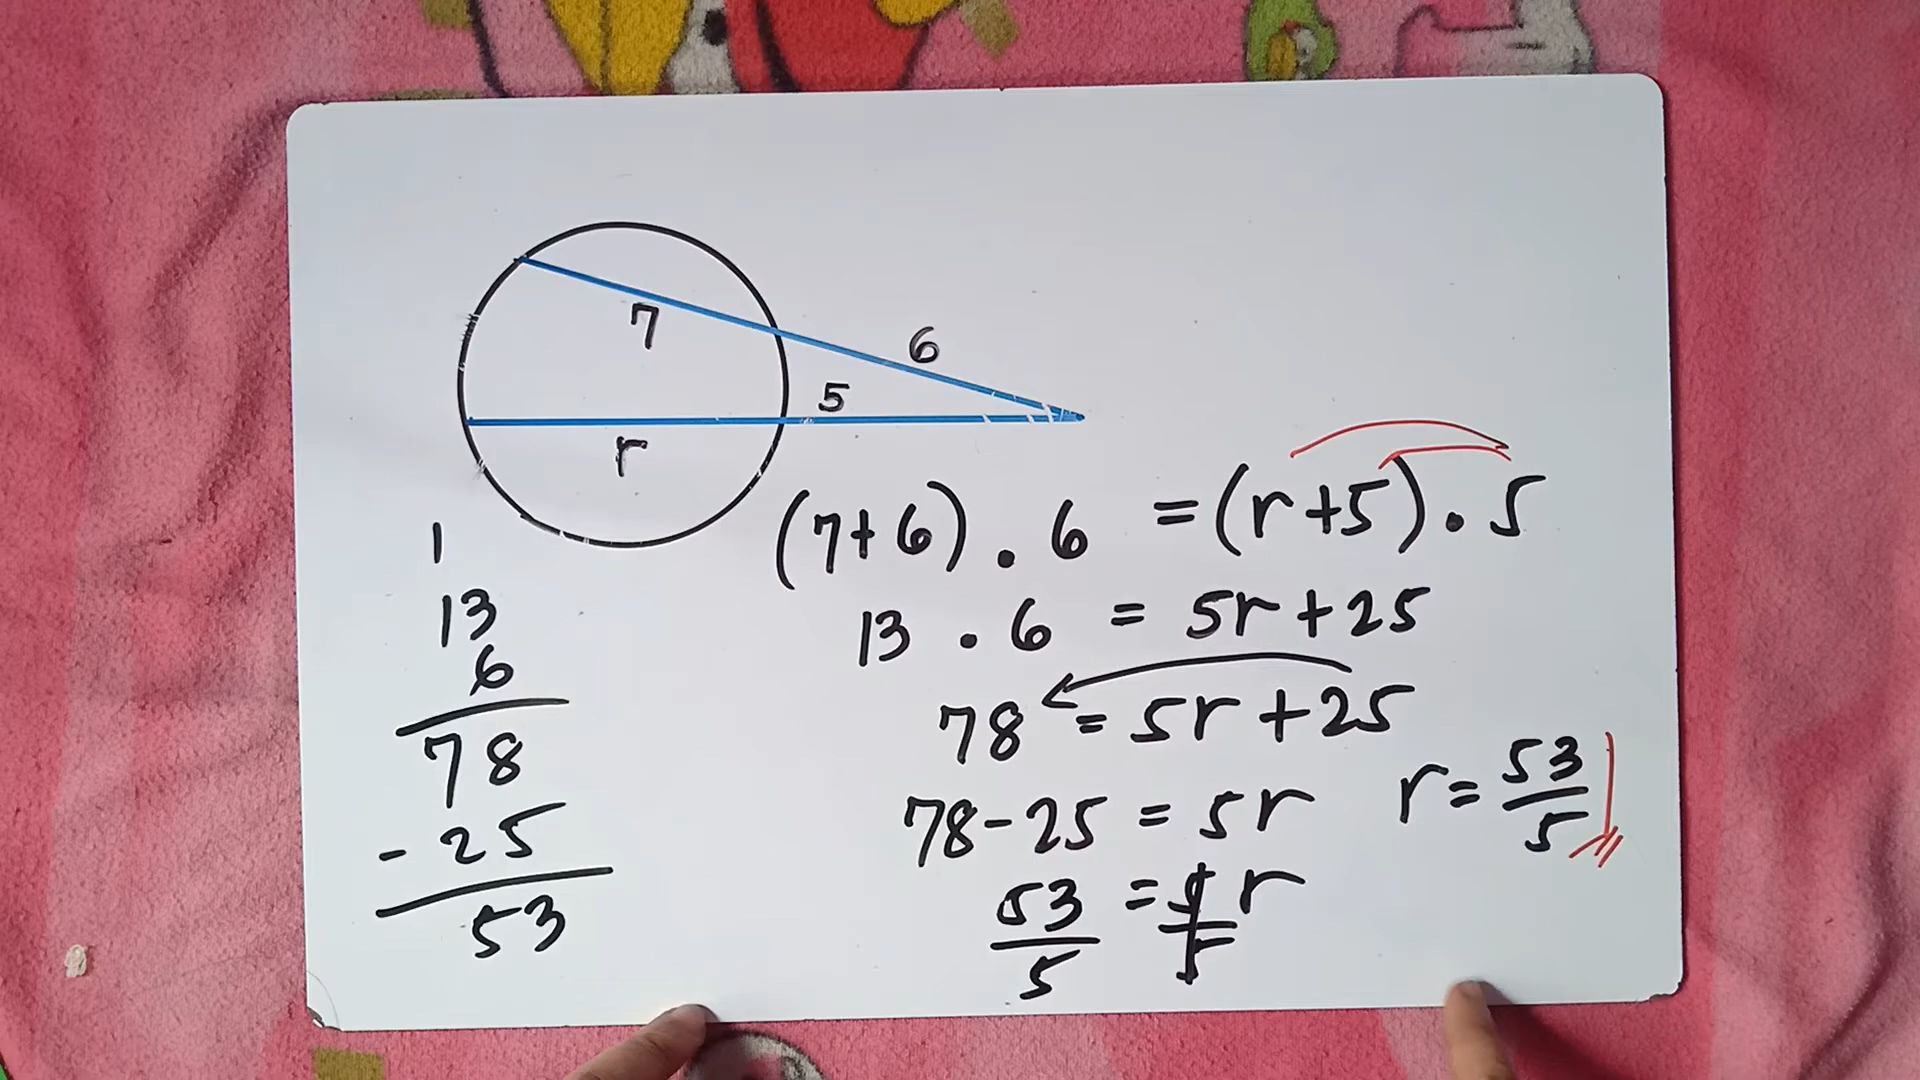 7
6
5
r
(7+6) . 6 = (r+5) . 5
13 . 6 = 5r + 25
78 = 5r + 25
78 - 25 = 5r
53/5 = 5/5 r
r = 53/5
1
13
6
78
- 25
53